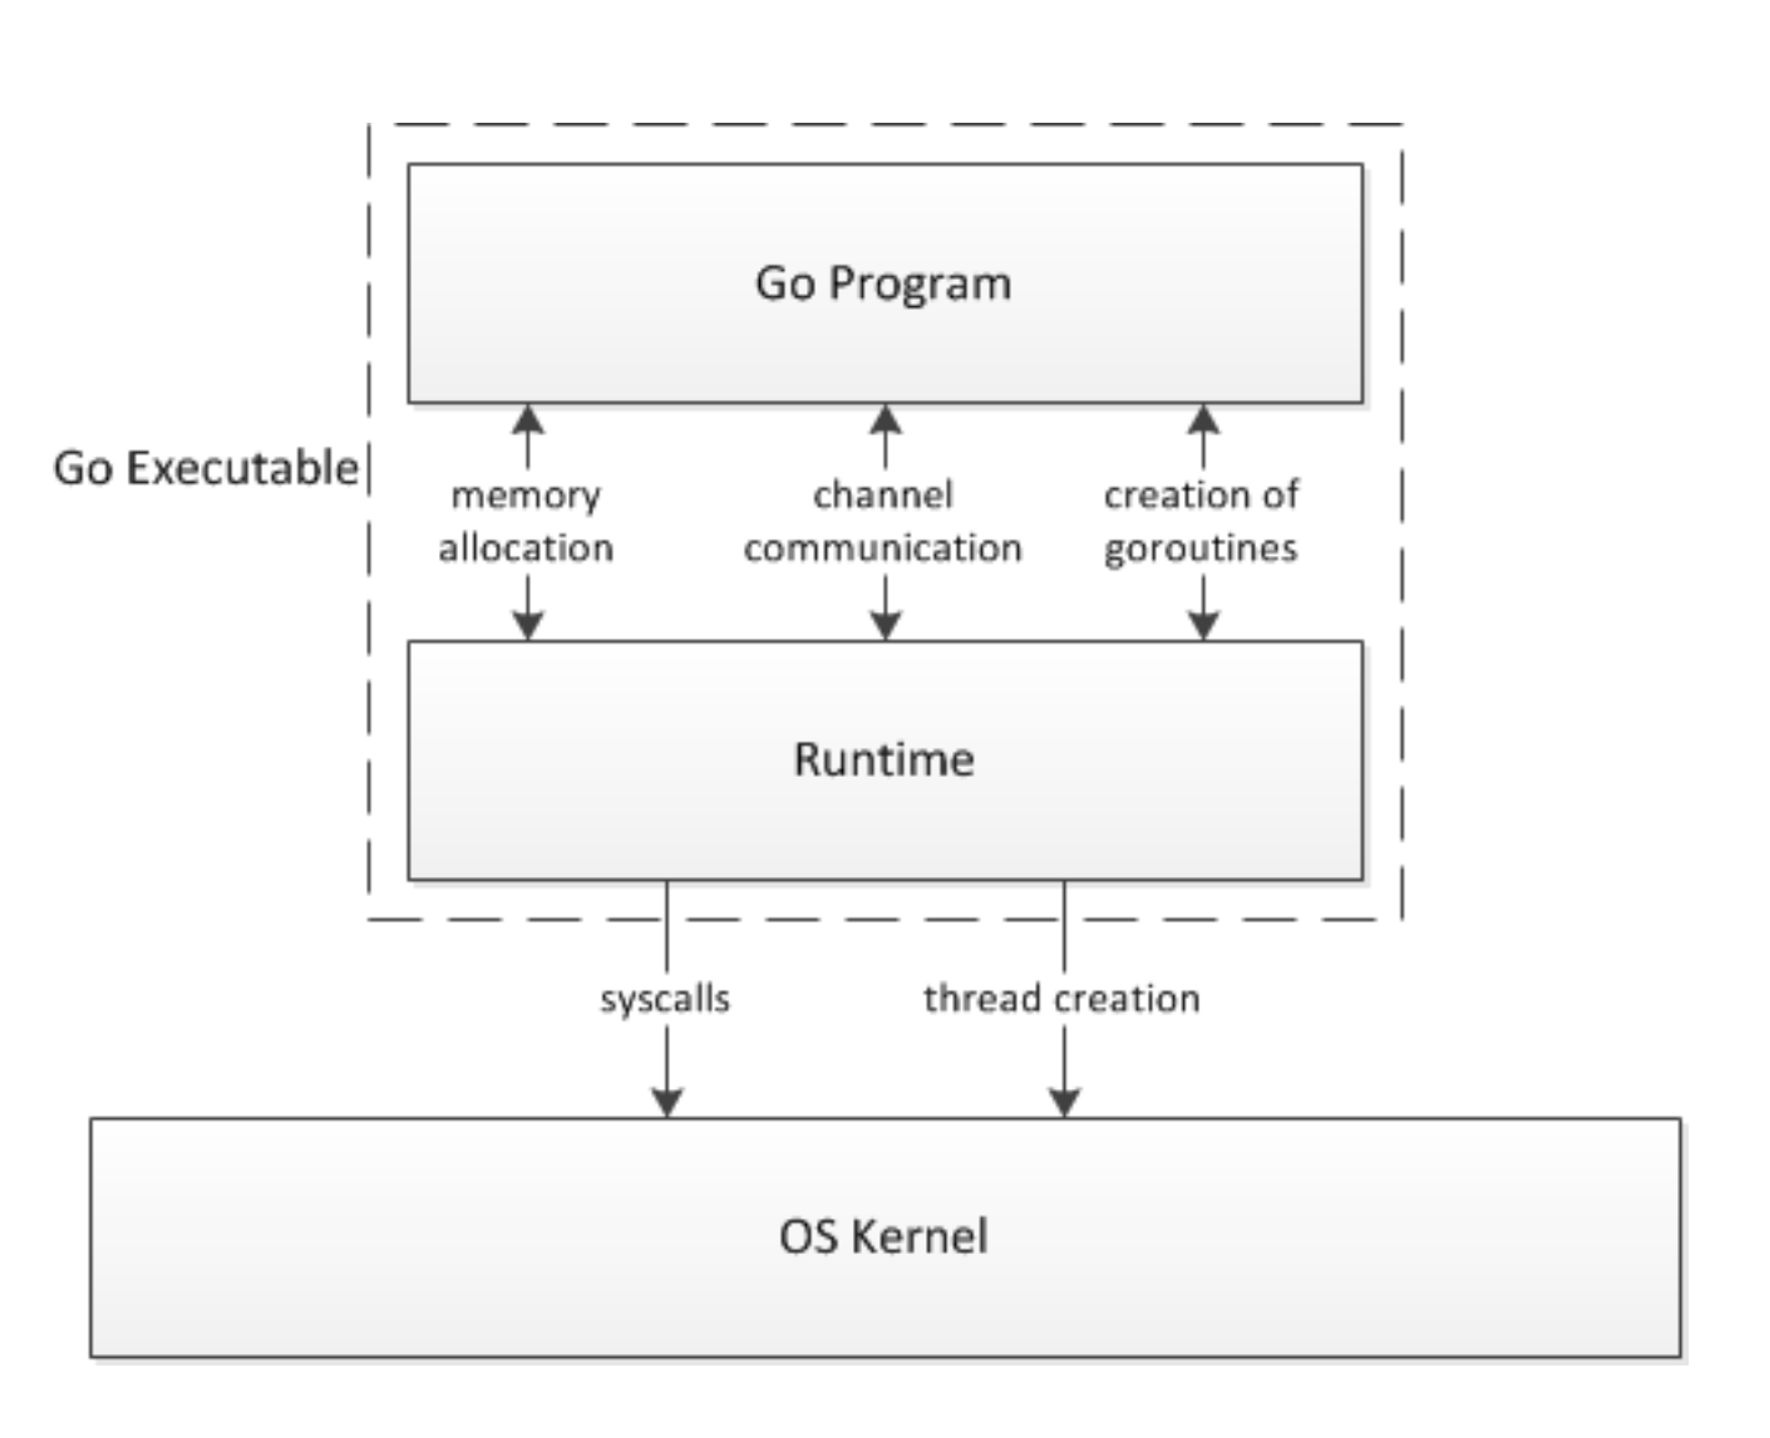 Go Program
Go Executable
memory
allocation
channel
communication
creation of
goroutines
Runtime
syscalls
thread creation
OS Kernel